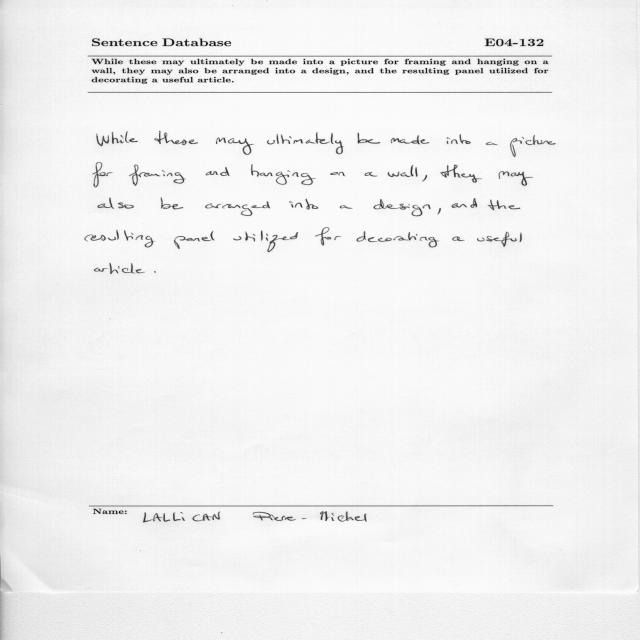 Sentence Database E04-132
While these may ultimately be made into a picture for framing and hanging on a
wall, they may also be arranged into a design, and the resulting panel utilized for
decorating a useful article.
While these may ultimately be made into a picture
for framing and hanging on a wall, they may
also be arranged into a design, and the
resulting panel utilized for decorating a useful
article.
Name: LALLiCAN Pierre-Michel